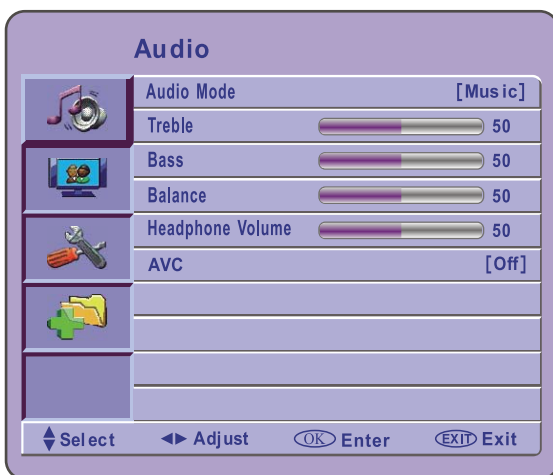 Audio
Audio Mode [Music]
Treble 50
Bass 50
Balance 50
Headphone Volume 50
AVC [Off]
Select Adjust OK Enter EXIT Exit